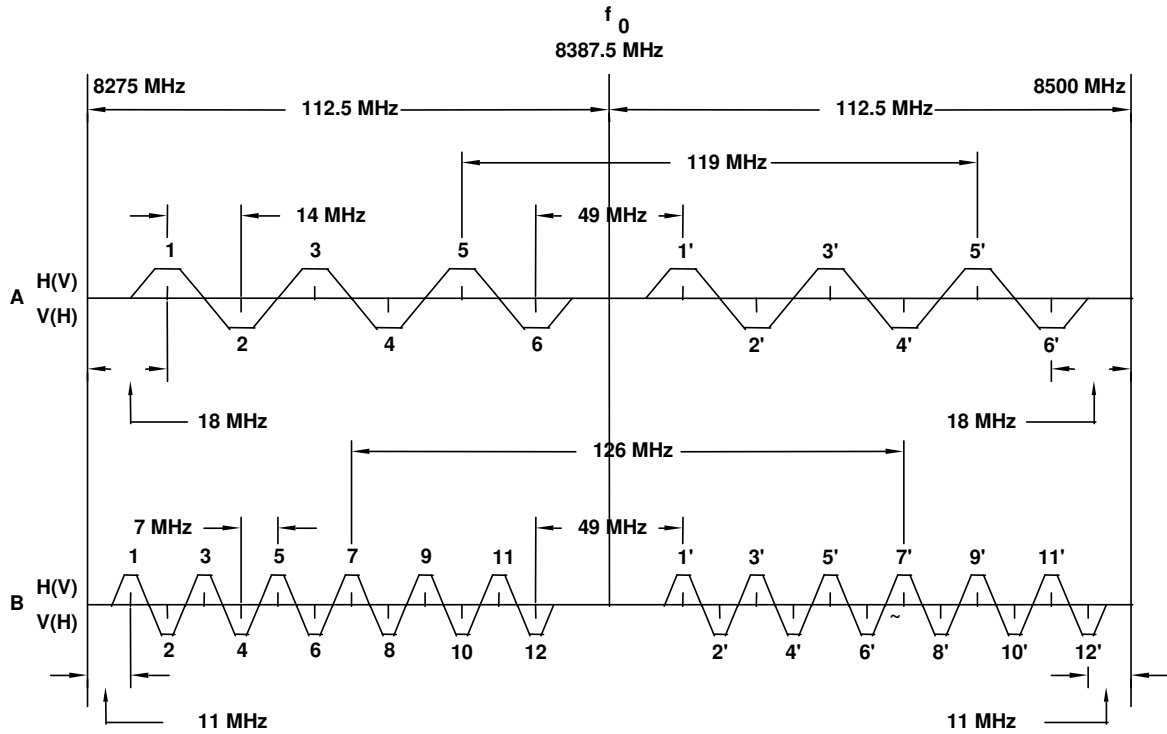 f 0
8387.5 MHz
8275 MHz 8500 MHz
112.5 MHz 112.5 MHz
119 MHz
14 MHz 49 MHz
1 3 5 1' 3' 5'
H(V)
A
V(H)
2 4 6 2' 4' 6'
18 MHz 18 MHz
126 MHz
7 MHz 49 MHz
1 3 5 7 9 11 1' 3' 5' 7' 9' 11'
H(V)
B
V(H) ~
2 4 6 8 10 12 2' 4' 6' 8' 10' 12'
11 MHz 11 MHz